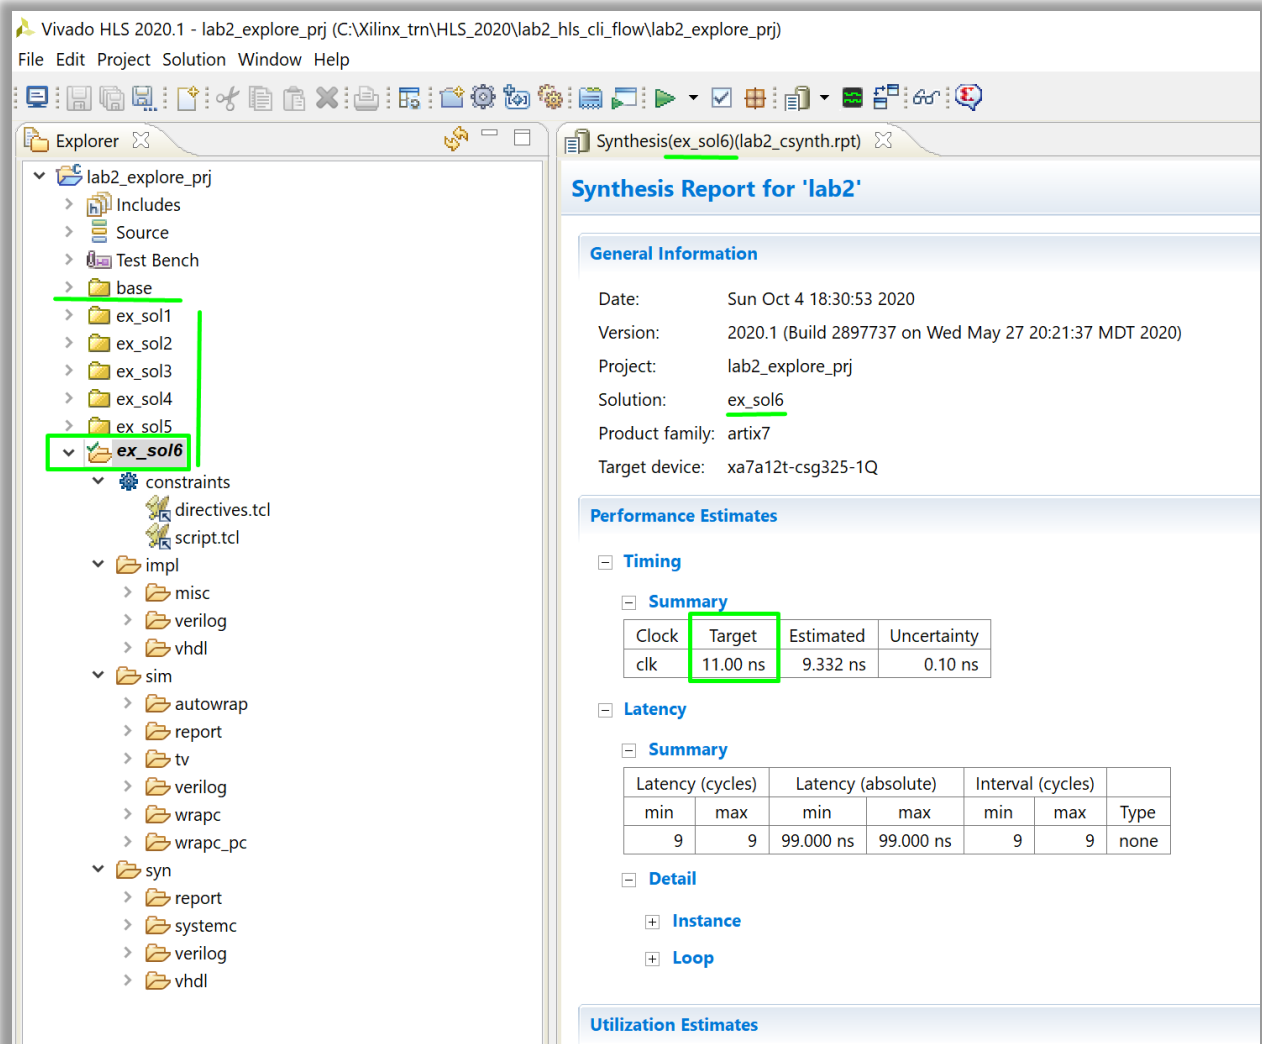 Vivado HLS 2020.1 - lab2_explore_prj (C:\Xilinx_trn\HLS_2020\lab2_hls_cli_flow\lab2_explore_prj)
File Edit Project Solution Window Help
Explorer
lab2_explore_prj
Includes
Source
Test Bench
base
ex_sol1
ex_sol2
ex_sol3
ex_sol4
ex_sol5
ex_sol6
constraints
directives.tcl
script.tcl
impl
misc
verilog
vhdl
sim
autowrap
report
tv
verilog
wrapc
wrapc_pc
syn
report
systemc
verilog
vhdl
Synthesis(ex_sol6)(lab2_csynth.rpt)
Synthesis Report for 'lab2'
General Information
Date: Sun Oct 4 18:30:53 2020
Version: 2020.1 (Build 2897737 on Wed May 27 20:21:37 MDT 2020)
Project: lab2_explore_prj
Solution: ex_sol6
Product family: artix7
Target device: xa7a12t-csg325-1Q
Performance Estimates
Timing
Summary
Clock Target Estimated Uncertainty
clk 11.00 ns 9.332 ns 0.10 ns
Latency
Summary
Latency (cycles) Latency (absolute) Interval (cycles)
min max min max min max Type
9 9 99.000 ns 99.000 ns 9 9 none
Detail
Instance
Loop
Utilization Estimates